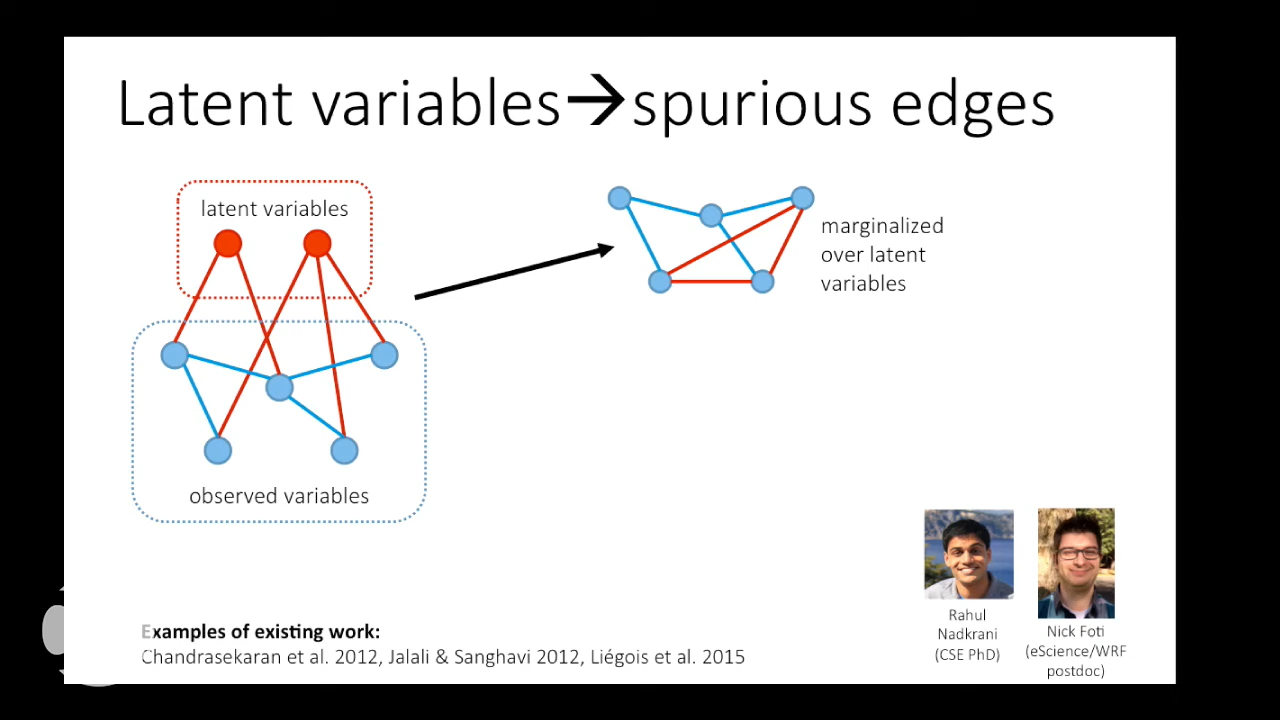 Latent variables→spurious edges
latent variables
marginalized
over latent
variables
observed variables
Rahul
Nadkrani
(CSE PhD)
Nick Foti
(eScience/WRF
postdoc)
Examples of existing work:
Chandrasekaran et al. 2012, Jalali & Sanghavi 2012, Liégois et al. 2015